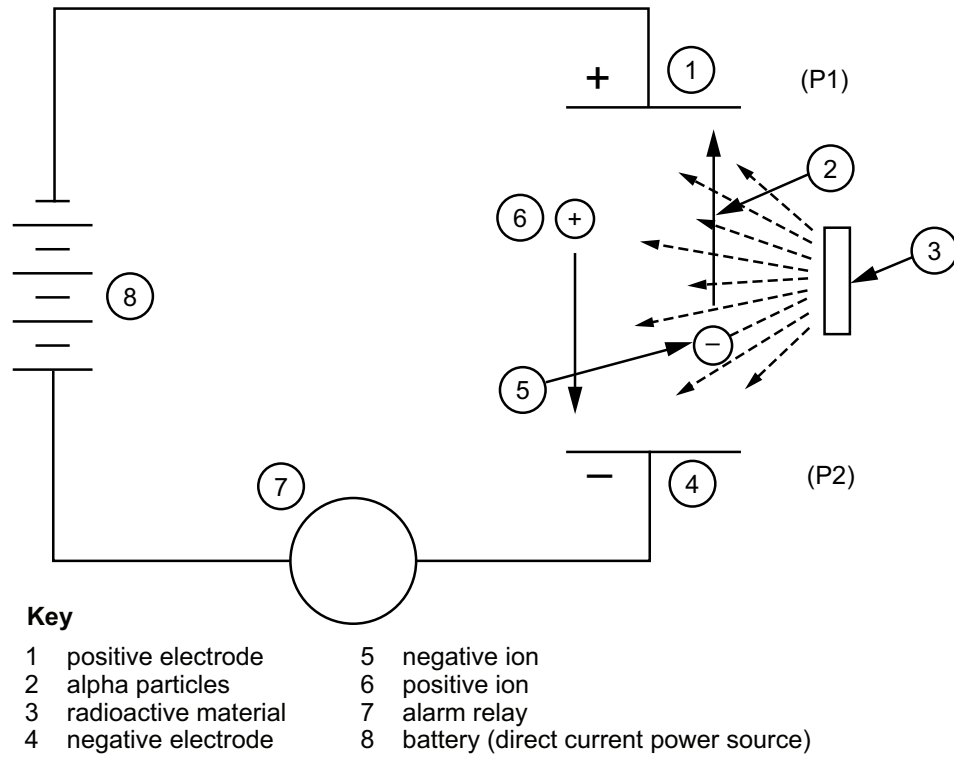 +
1
(P1)
2
6
+
3
8
−
5
−
4
(P2)
7
Key
1 positive electrode
2 alpha particles
3 radioactive material
4 negative electrode
5 negative ion
6 positive ion
7 alarm relay
8 battery (direct current power source)